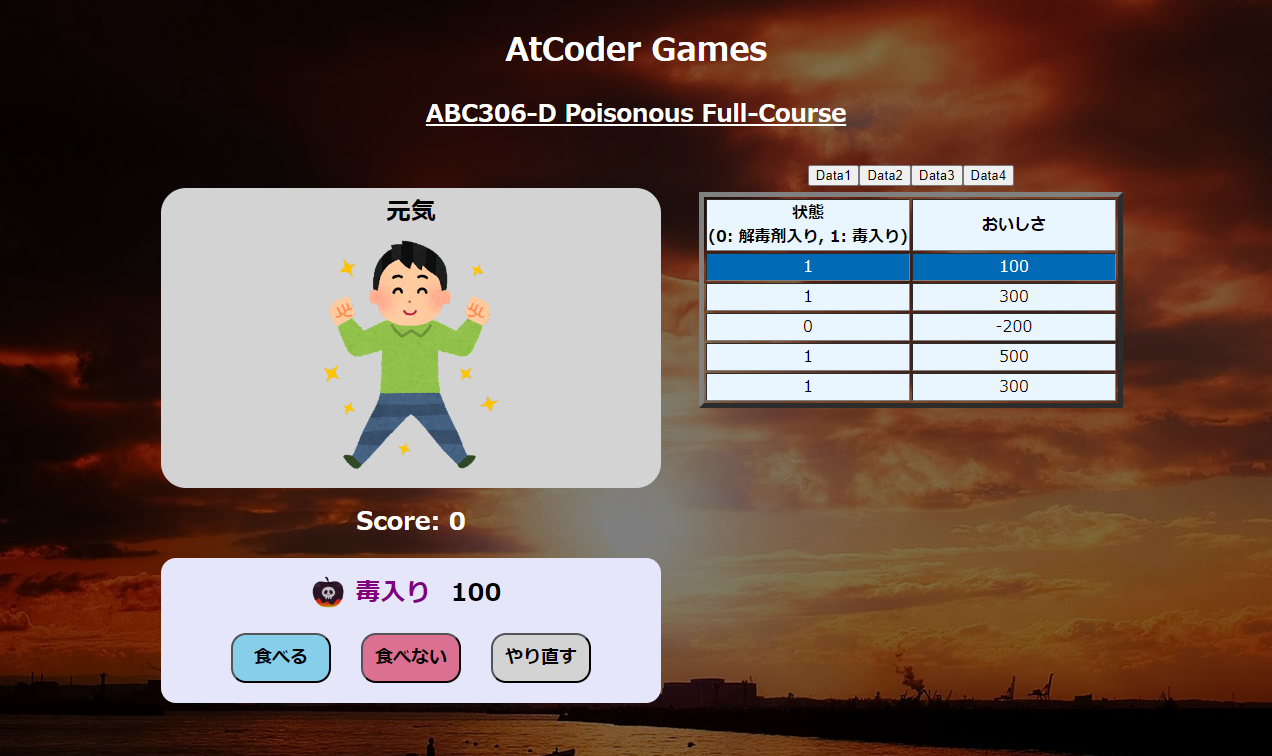 AtCoder Games
ABC306-D Poisonous Full-Course
Data1 Data2 Data3 Data4
元気
状態
(0: 解毒剤入り, 1: 毒入り)
おいしさ
1 100
1 300
0 -200
1 500
1 300
Score: 0
毒入り 100
食べる 食べない やり直す